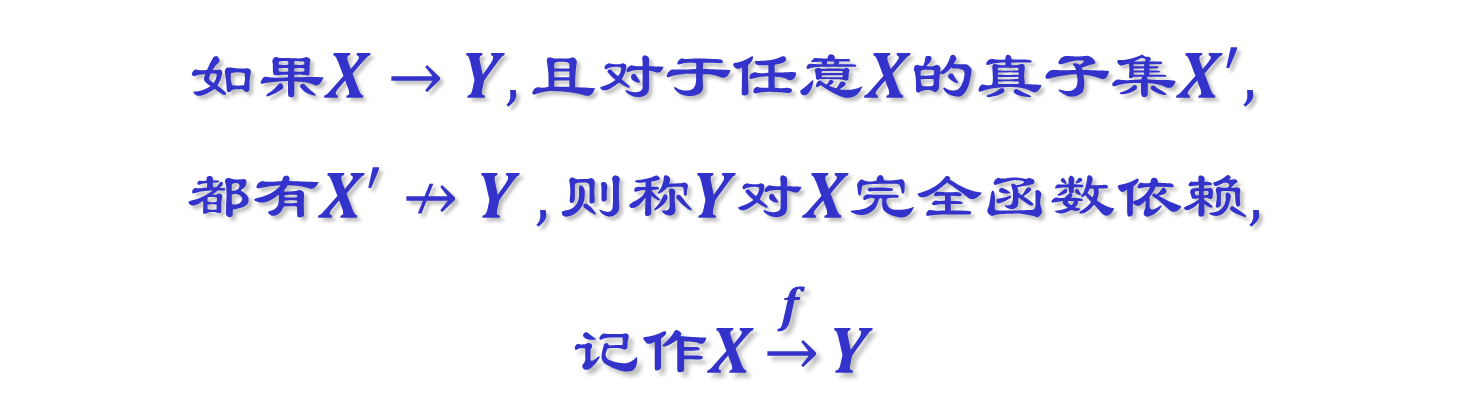 如果X → Y,且对于任意X的真子集X′,
都有X′ ↛ Y ,则称Y对X完全函数依赖,
f
记作X → Y